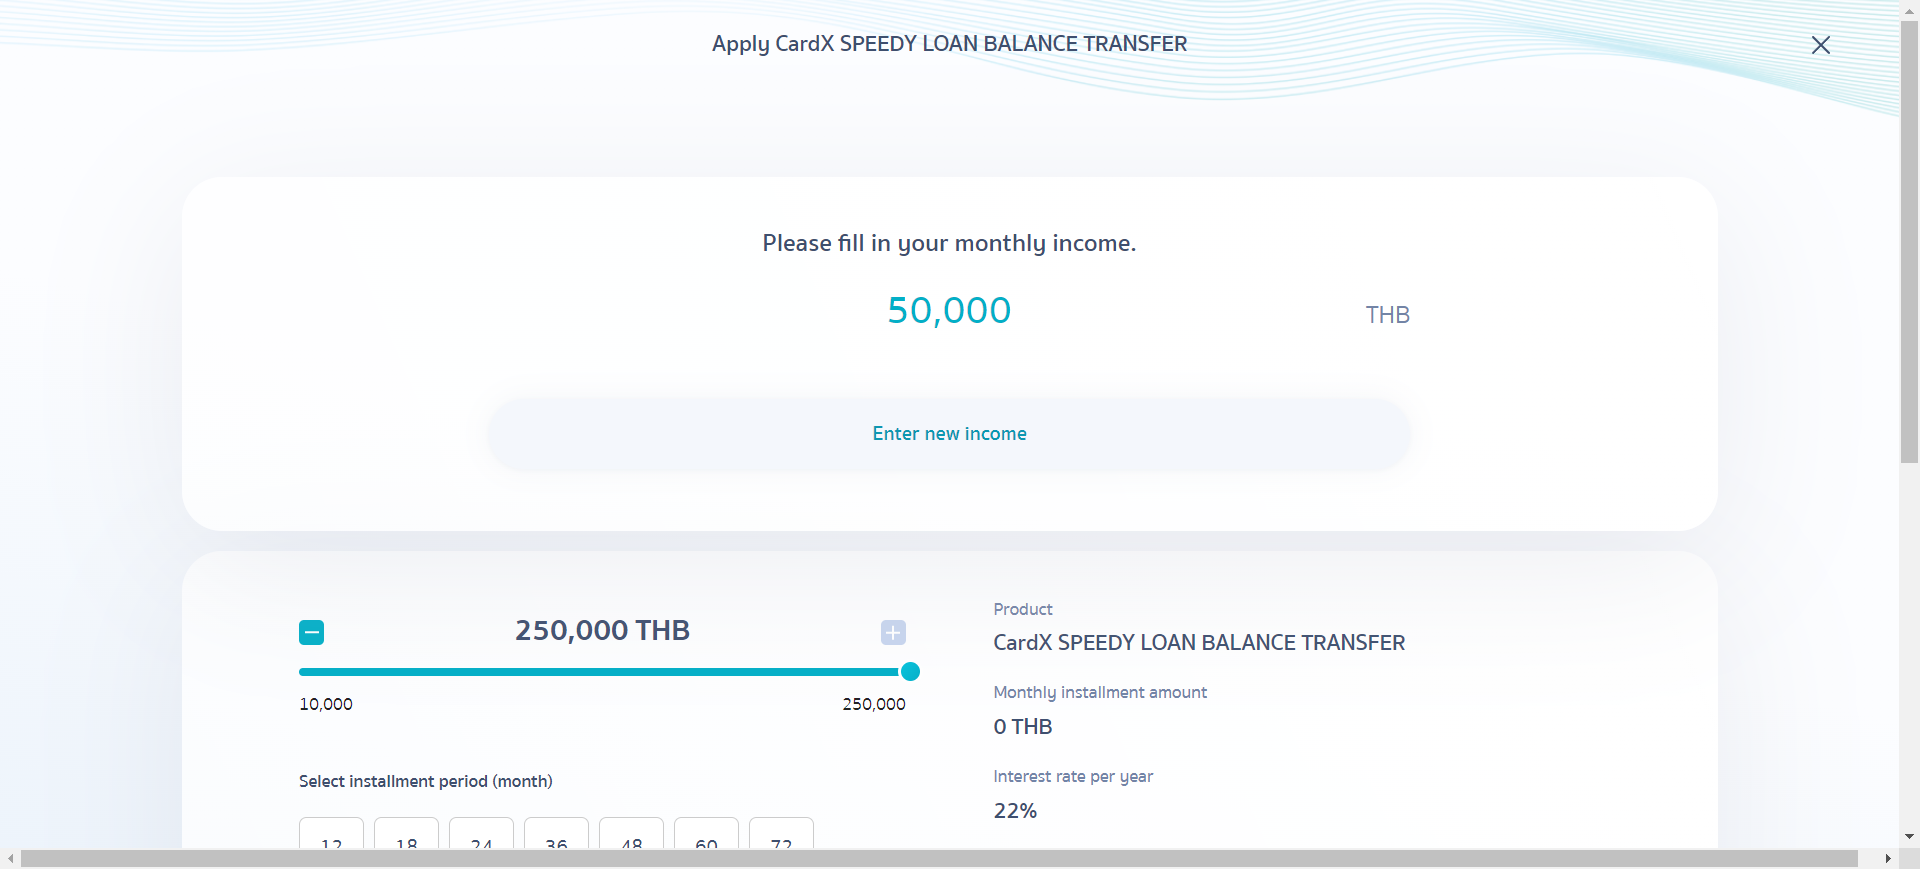 Apply CardX SPEEDY LOAN BALANCE TRANSFER
Please fill in your monthly income.
50,000 THB
Enter new income
250,000 THB
10,000 250,000
Select installment period (month)
12 18 24 36 48 60 72
Product
CardX SPEEDY LOAN BALANCE TRANSFER
Monthly installment amount
0 THB
Interest rate per year
22%